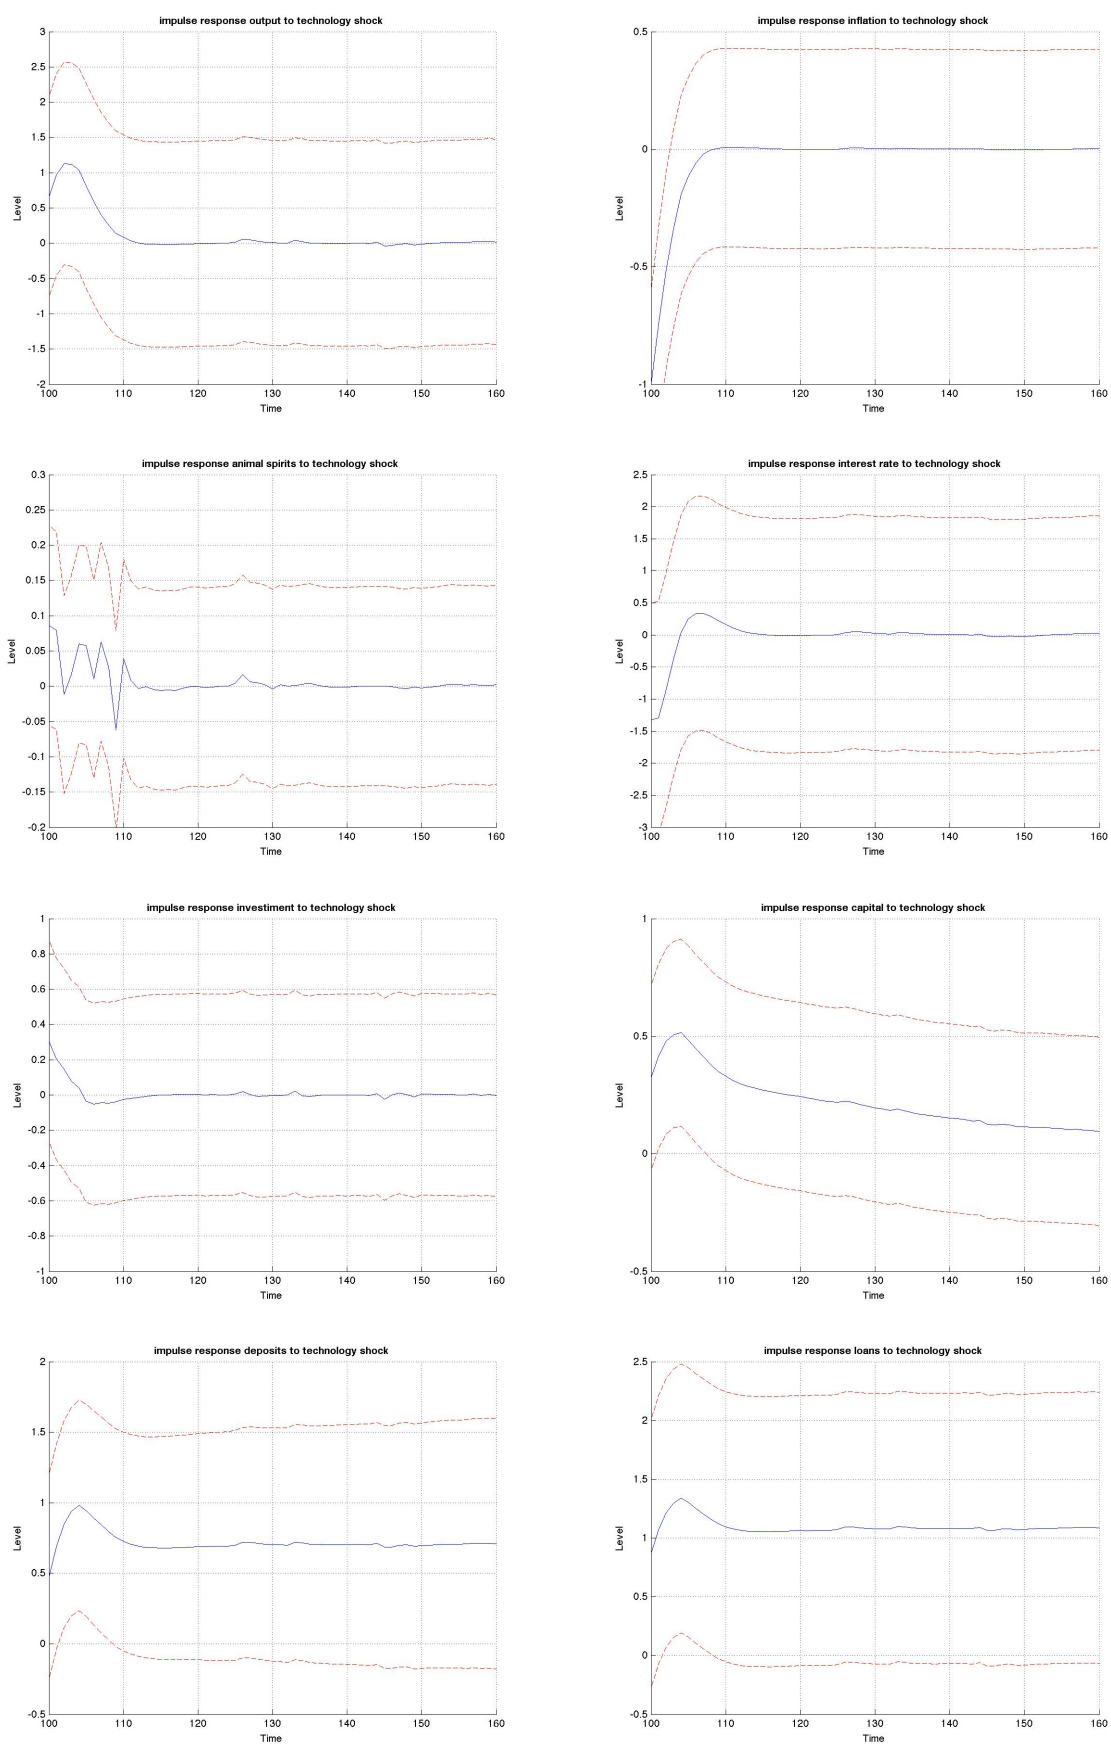 impulse response output to technology shock
3
2.5
2
1.5
1
0.5
0
-0.5
-1
-1.5
-2
Level
100 110 120 130 140 150 160
Time
impulse response inflation to technology shock
0.5
0
-0.5
-1
Level
100 110 120 130 140 150 160
Time
impulse response animal spirits to technology shock
0.3
0.25
0.2
0.15
0.1
0.05
0
-0.05
-0.1
-0.15
-0.2
Level
100 110 120 130 140 150 160
Time
impulse response interest rate to technology shock
2.5
2
1.5
1
0.5
0
-0.5
-1
-1.5
-2
-2.5
-3
Level
100 110 120 130 140 150 160
Time
impulse response investiment to technology shock
1
0.8
0.6
0.4
0.2
0
-0.2
-0.4
-0.6
-0.8
-1
Level
100 110 120 130 140 150 160
Time
impulse response capital to technology shock
1
0.5
0
-0.5
Level
100 110 120 130 140 150 160
Time
impulse response deposits to technology shock
2
1.5
1
0.5
0
-0.5
Level
100 110 120 130 140 150 160
Time
impulse response loans to technology shock
2.5
2
1.5
1
0.5
0
-0.5
Level
100 110 120 130 140 150 160
Time